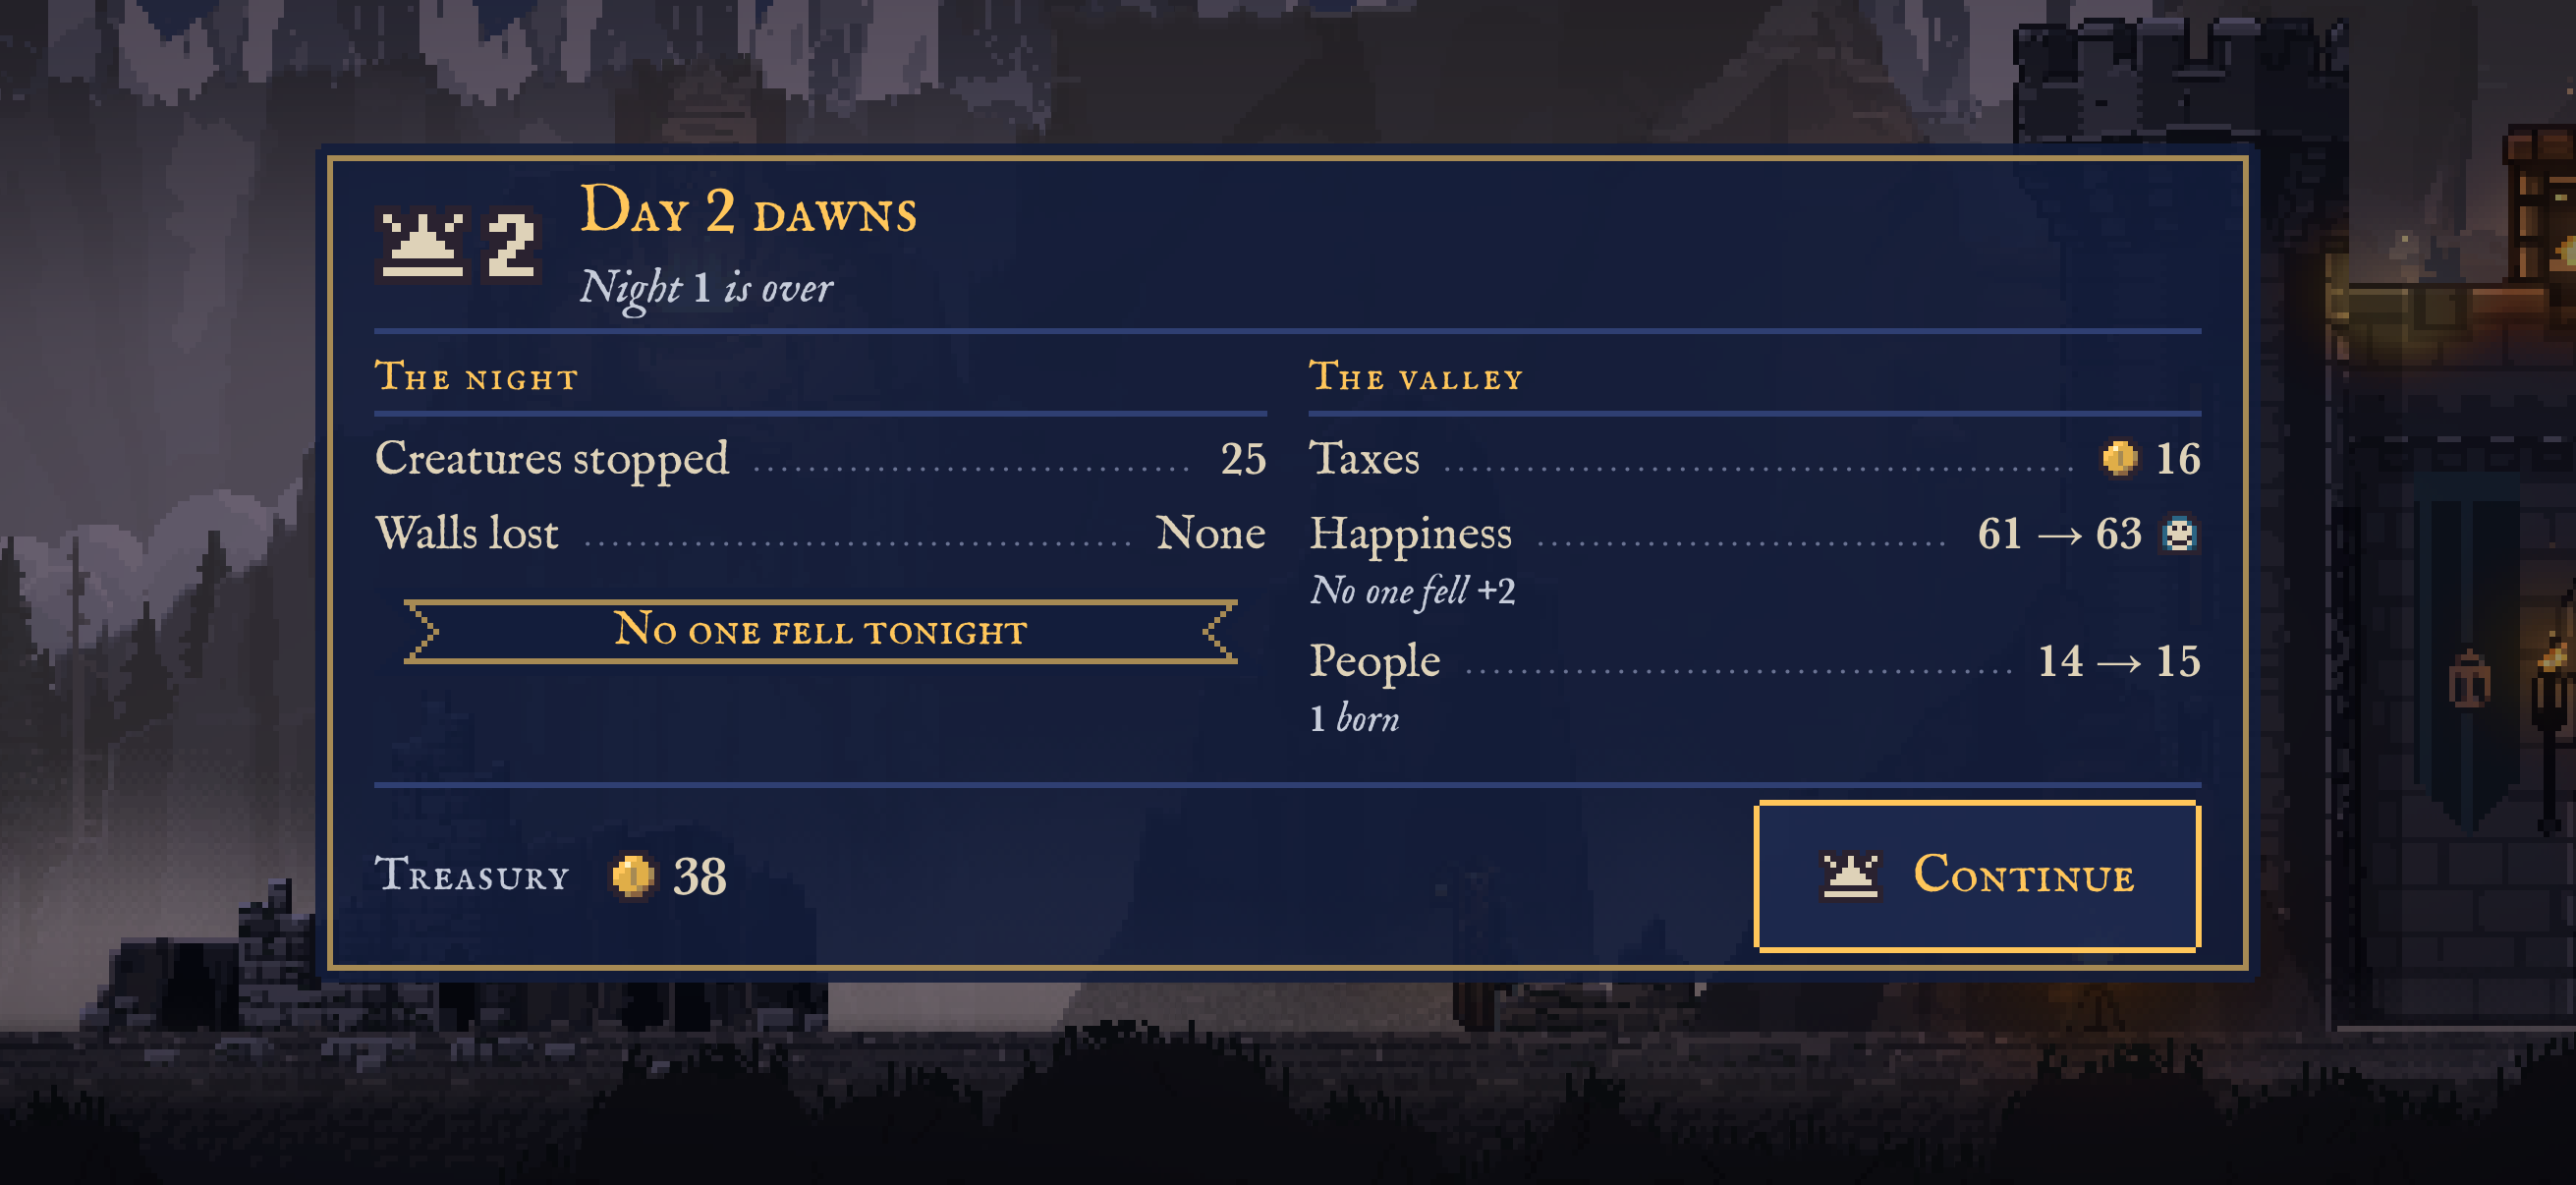 2
Day 2 dawns
Night 1 is over
The night
Creatures stopped 25
Walls lost None
No one fell tonight
The valley
Taxes 16
Happiness 61 → 63
No one fell +2
People 14 → 15
1 born
Treasury 38
Continue